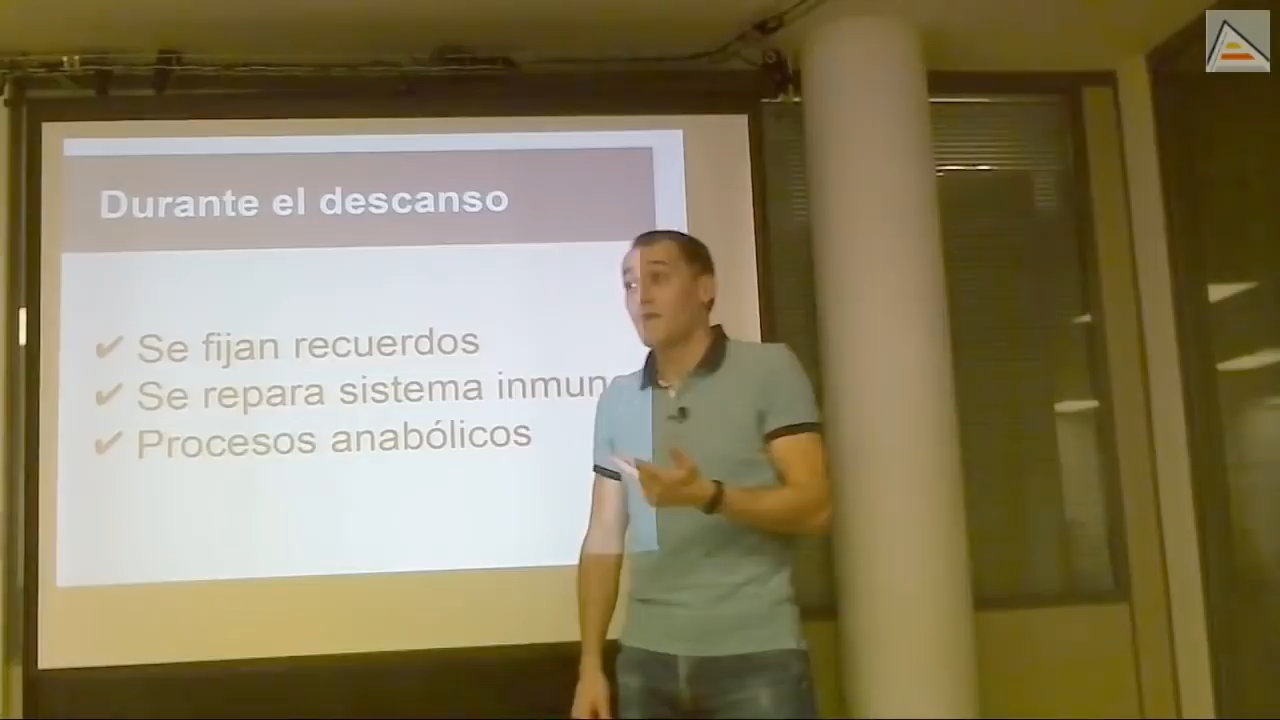 Durante el descanso
✔ Se fijan recuerdos
✔ Se repara sistema inmun
✔ Procesos anabólicos